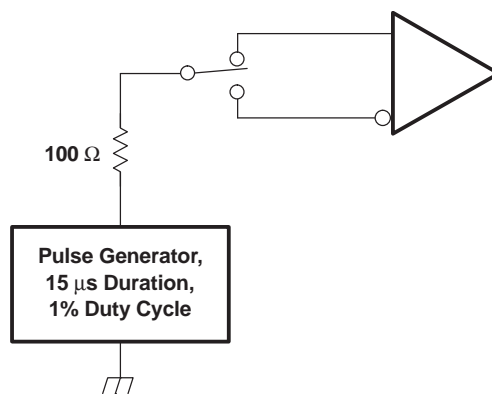 100 Ω
Pulse Generator,
15 μs Duration,
1% Duty Cycle